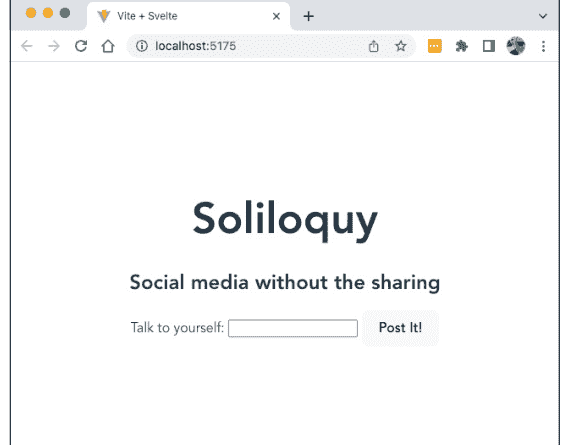 Vite + Svelte
localhost:5175
Soliloquy
Social media without the sharing
Talk to yourself:
Post It!